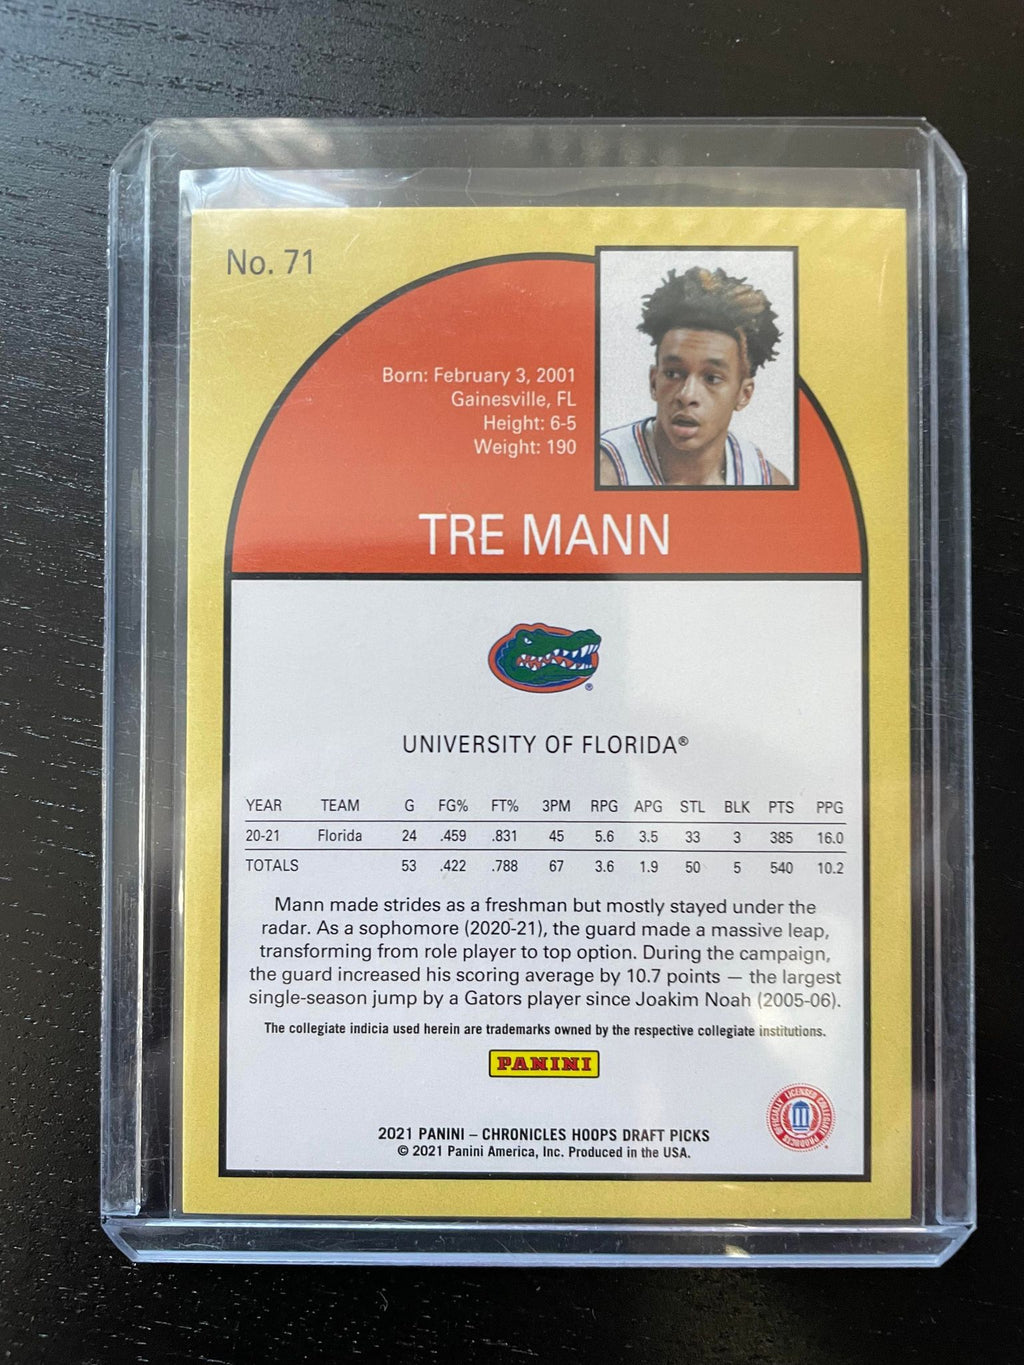 No. 71
Born: February 3, 2001
Gainesville, FL
Height: 6-5
Weight: 190
TRE MANN
®
UNIVERSITY OF FLORIDA®
YEAR TEAM G FG% FT% 3PM RPG APG STL BLK PTS PPG
20-21 Florida 24 .459 .831 45 5.6 3.5 33 3 385 16.0
TOTALS 53 .422 .788 67 3.6 1.9 50 5 540 10.2
Mann made strides as a freshman but mostly stayed under the
radar. As a sophomore (2020-21), the guard made a massive leap,
transforming from role player to top option. During the campaign,
the guard increased his scoring average by 10.7 points — the largest
single-season jump by a Gators player since Joakim Noah (2005-06).
The collegiate indicia used herein are trademarks owned by the respective collegiate institutions.
PANINI
OFFICIALLY LICENSED COLLEGIATE PRODUCTS
2021 PANINI – CHRONICLES HOOPS DRAFT PICKS
© 2021 Panini America, Inc. Produced in the USA.